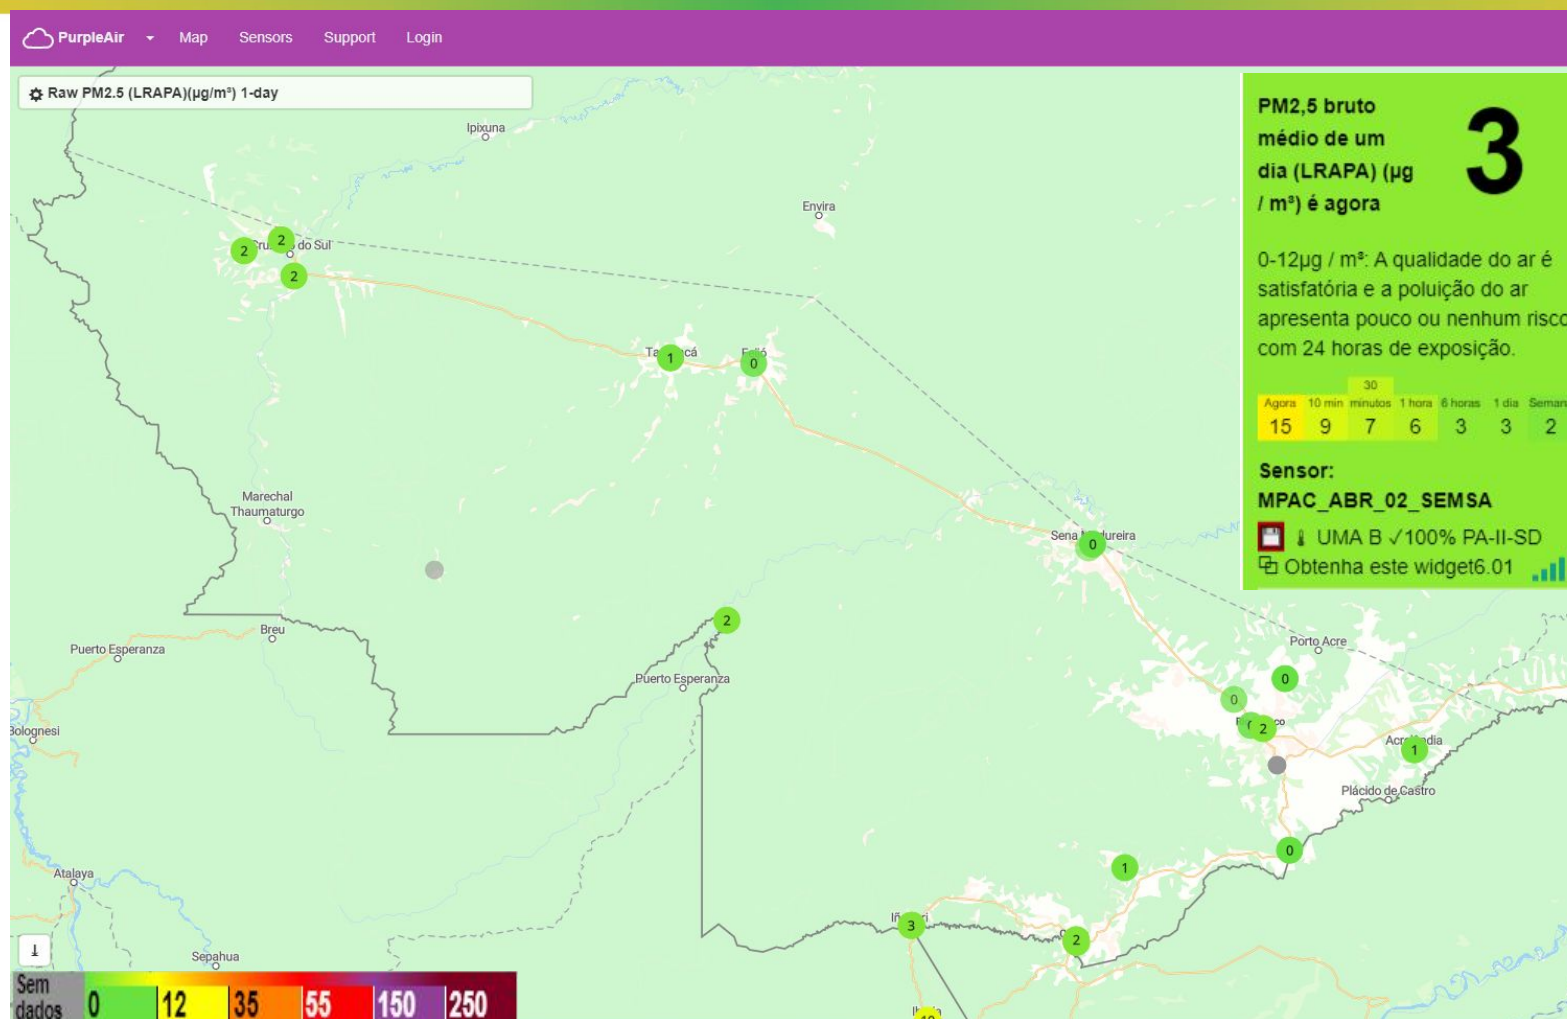 PurpleAir Map Sensors Support Login
Raw PM2.5 (LRAPA)(µg/m³) 1-day
Ipixuna
Envira
2
2
do Sul
2
1
0
Marechal
Thaumaturgo
Sena
ureira
0
2
Breu
Puerto Esperanza
Puerto Esperanza
Bolognesi
Porto Acre
0
0
2
1
Plácido de Castro
0
1
3
2
Atalaya
Sepahua
PM2,5 bruto
médio de um
dia (LRAPA) (µg
/ m³) é agora
3
0-12µg / m³: A qualidade do ar é
satisfatória e a poluição do ar
apresenta pouco ou nenhum risco
com 24 horas de exposição.
30
Agora 10 min minutos 1 hora 6 horas 1 dia Seman
15 9 7 6 3 3 2
Sensor:
MPAC_ABR_02_SEMSA
UMA B ✓100% PA-II-SD
Obtenha este widget6.01
Sem
dados 0 12 35 55 150 250